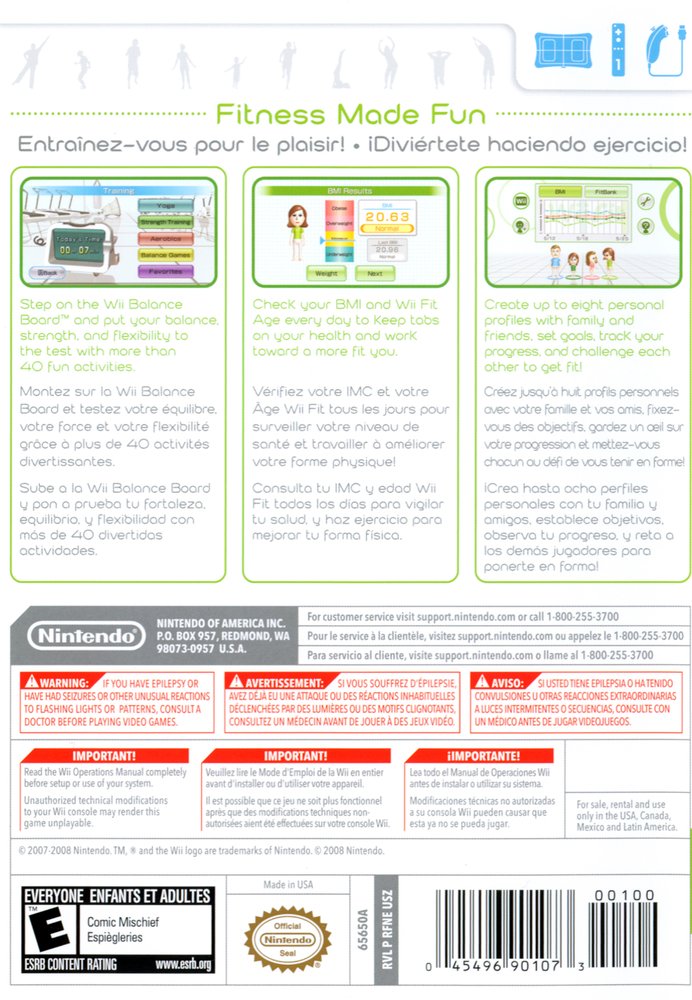 Fitness Made Fun
Entraînez-vous pour le plaisir! • ¡Diviértete haciendo ejercicio!
Training
Today's Time
00 07
Back
Yoga
Strength Training
Aerobics
Balance Games
Favorites
Step on the Wii Balance
Board™ and put your balance,
strength, and flexibility to
the test with more than
40 fun activities.
Montez sur la Wii Balance
Board et testez votre équilibre,
votre force et votre flexibilité
grâce à plus de 40 activités
divertissantes.
Sube a la Wii Balance Board
y pon a prueba tu fortaleza,
equilibrio, y flexibilidad con
más de 40 divertidas
actividades.
BMI Results
Obese
Overweight
Underweight
BMI
20.63
Normal
Last BMI
20.96
Normal
Weight
Next
Check your BMI and Wii Fit
Age every day to keep tabs
on your health and work
toward a more fit you.
Vérifiez votre IMC et votre
Âge Wii Fit tous les jours pour
surveiller votre niveau de
santé et travailler à améliorer
votre forme physique!
Consulta tu IMC y edad Wii
Fit todos los días para vigilar
tu salud, y haz ejercicio para
mejorar tu forma física.
BMI
FitBank
Wii
Create up to eight personal
profiles with family and
friends, set goals, track your
progress, and challenge each
other to get fit!
Créez jusqu'à huit profils personnels
avec votre famille et vos amis, fixez-
vous des objectifs, gardez un œil sur
votre progression et mettez-vous
chacun au défi de vous tenir en forme!
¡Crea hasta ocho perfiles
personales con tu familia y
amigos, establece objetivos,
observa tu progreso, y reta a
los demás jugadores para
ponerte en forma!
Nintendo®
NINTENDO OF AMERICA INC.
P.O. BOX 957, REDMOND, WA
98073-0957 U.S.A.
For customer service visit support.nintendo.com or call 1-800-255-3700
Pour le service à la clientèle, visitez support.nintendo.com ou appelez le 1-800-255-3700
Para servicio al cliente, visite support.nintendo.com o llame al 1-800-255-3700
WARNING: IF YOU HAVE EPILEPSY OR
HAVE HAD SEIZURES OR OTHER UNUSUAL REACTIONS
TO FLASHING LIGHTS OR PATTERNS, CONSULT A
DOCTOR BEFORE PLAYING VIDEO GAMES.
AVERTISSEMENT: SI VOUS SOUFFREZ D'ÉPILEPSIE,
AVEZ DÉJÀ EU UNE ATTAQUE OU DES RÉACTIONS INHABITUELLES
DÉCLENCHÉES PAR DES LUMIÈRES OU DES MOTIFS CLIGNOTANTS,
CONSULTEZ UN MÉDECIN AVANT DE JOUER À DES JEUX VIDÉO.
AVISO: SI USTED TIENE EPILEPSIA O HA TENIDO
CONVULSIONES U OTRAS REACCIONES EXTRAORDINARIAS
A LUCES INTERMITENTES O SECUENCIAS, CONSULTE CON
UN MÉDICO ANTES DE JUGAR VIDEOJUEGOS.
IMPORTANT!
Read the Wii Operations Manual completely
before setup or use of your system.
Unauthorized technical modifications
to your Wii console may render this
game unplayable.
IMPORTANT!
Veuillez lire le Mode d'Emploi de la Wii en entier
avant d'installer ou d'utiliser votre appareil.
Il est possible que ce jeu ne soit plus fonctionnel
après que des modifications techniques non-
autorisées aient été effectuées sur votre console Wii.
¡IMPORTANTE!
Lea todo el Manual de Operaciones Wii
antes de instalar o utilizar su sistema.
Modificaciones técnicas no autorizadas
a su consola Wii pueden causar que
esta ya no se pueda jugar.
For sale, rental and use
only in the USA, Canada,
Mexico and Latin America.
© 2007-2008 Nintendo. TM, ® and the Wii logo are trademarks of Nintendo. © 2008 Nintendo.
EVERYONE ENFANTS ET ADULTES
E
TM
Comic Mischief
Espiègleries
ESRB CONTENT RATING www.esrb.org
Made in USA
Official
Nintendo
Seal
65650A
RVL P RFNE USZ
0 45496 90107 3
00100